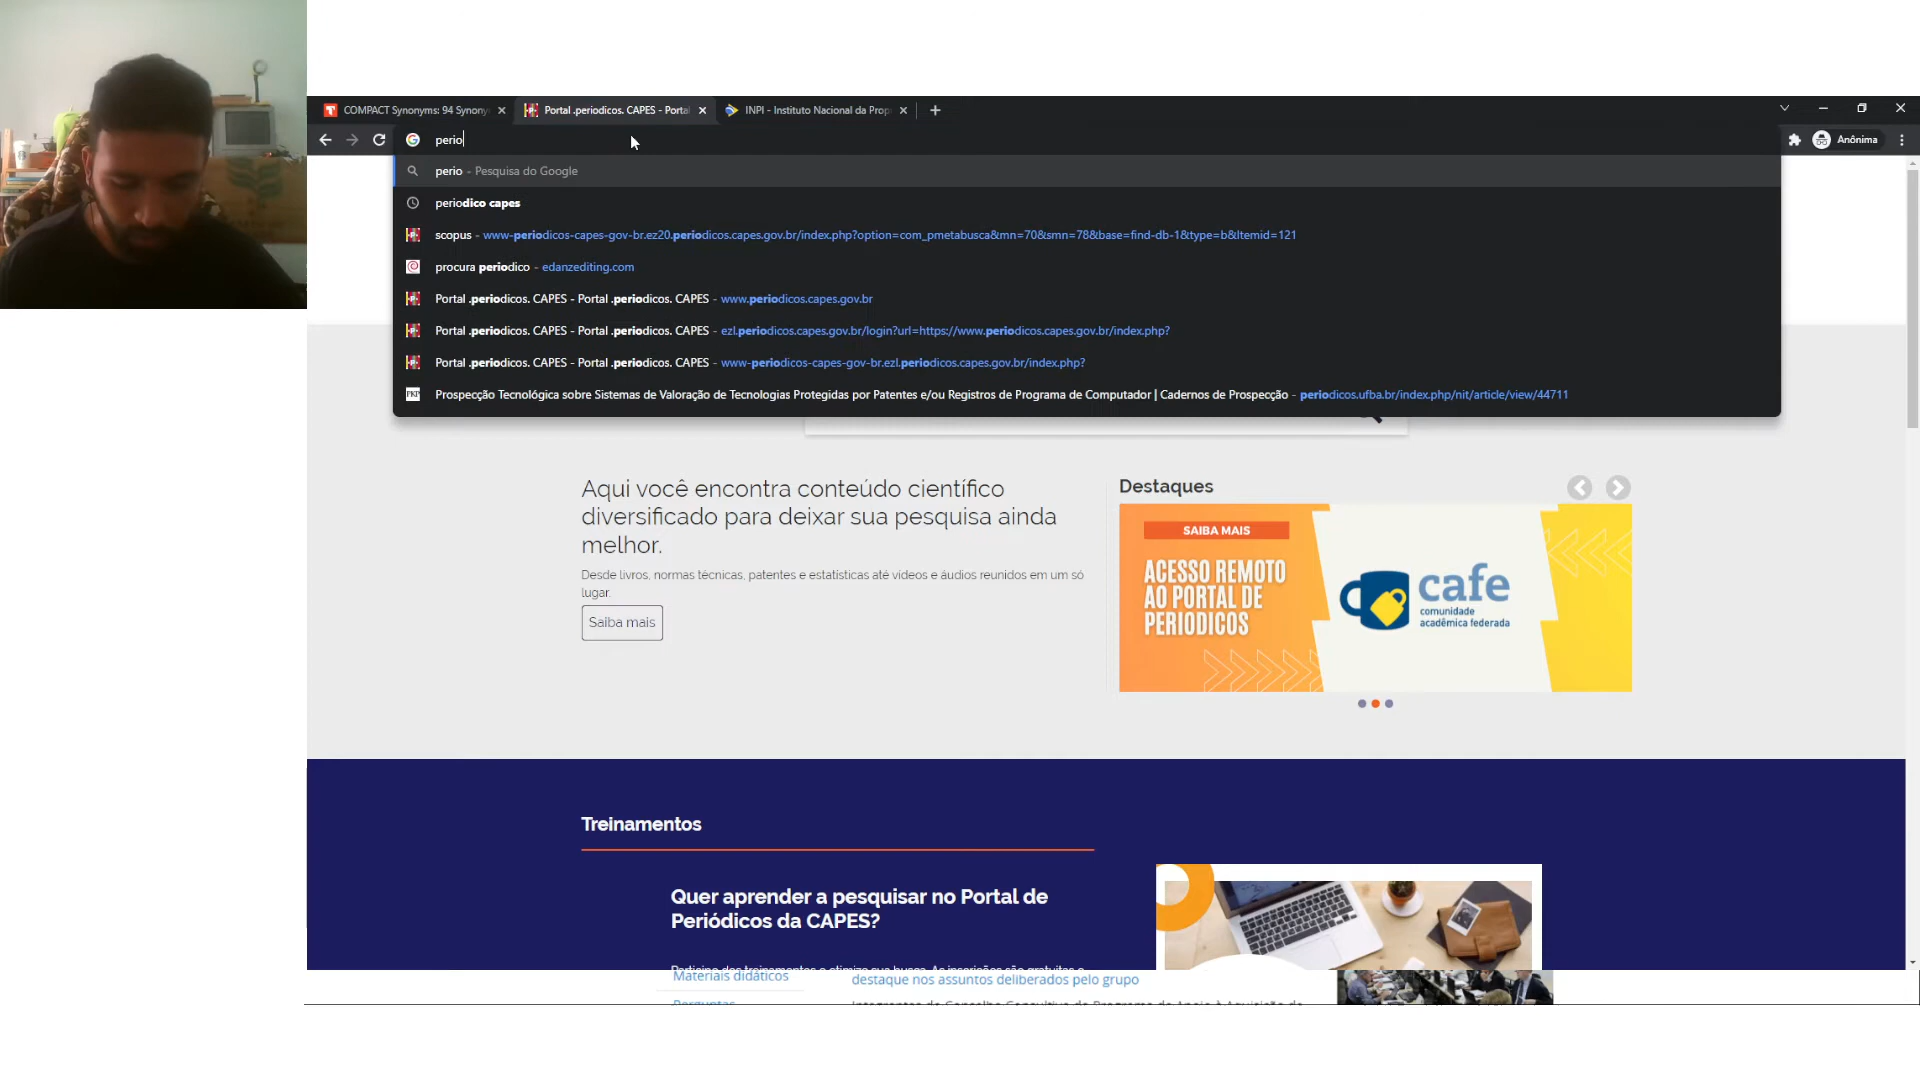 COMPACT Synonyms: 94 Synony
Portal .periodicos. CAPES - Porta
INPI - Instituto Nacional da Prop
perio
Anônima
perio - Pesquisa do Google
periodico capes
scopus - www-periodicos-capes-gov-br.ez20.periodicos.capes.gov.br/index.php?option=com_pmetabusca&mn=70&smn=78&base=find-db-1&type=b&Itemid=121
procura periodico - edanzediting.com
Portal .periodicos. CAPES - Portal .periodicos. CAPES - www.periodicos.capes.gov.br
Portal .periodicos. CAPES - Portal .periodicos. CAPES - ezl.periodicos.capes.gov.br/login?url=https://www.periodicos.capes.gov.br/index.php?
Portal .periodicos. CAPES - Portal .periodicos. CAPES - www-periodicos-capes-gov-br.ezl.periodicos.capes.gov.br/index.php?
PKP
Prospecção Tecnológica sobre Sistemas de Valoração de Tecnologias Protegidas por Patentes e/ou Registros de Programa de Computador | Cadernos de Prospecção - periodicos.ufba.br/index.php/nit/article/view/44711
Aqui você encontra conteúdo científico
diversificado para deixar sua pesquisa ainda
melhor.
Desde livros, normas técnicas, patentes e estatísticas até vídeos e áudios reunidos em um só
lugar.
Saiba mais
Destaques
SAIBA MAIS
ACESSO REMOTO
AO PORTAL DE
PERIODICOS
cafe
comunidade
acadêmica federada
Treinamentos
Quer aprender a pesquisar no Portal de
Periódicos da CAPES?
Materiais didáticos
destaque nos assuntos deliberados pelo grupo
Perguntas